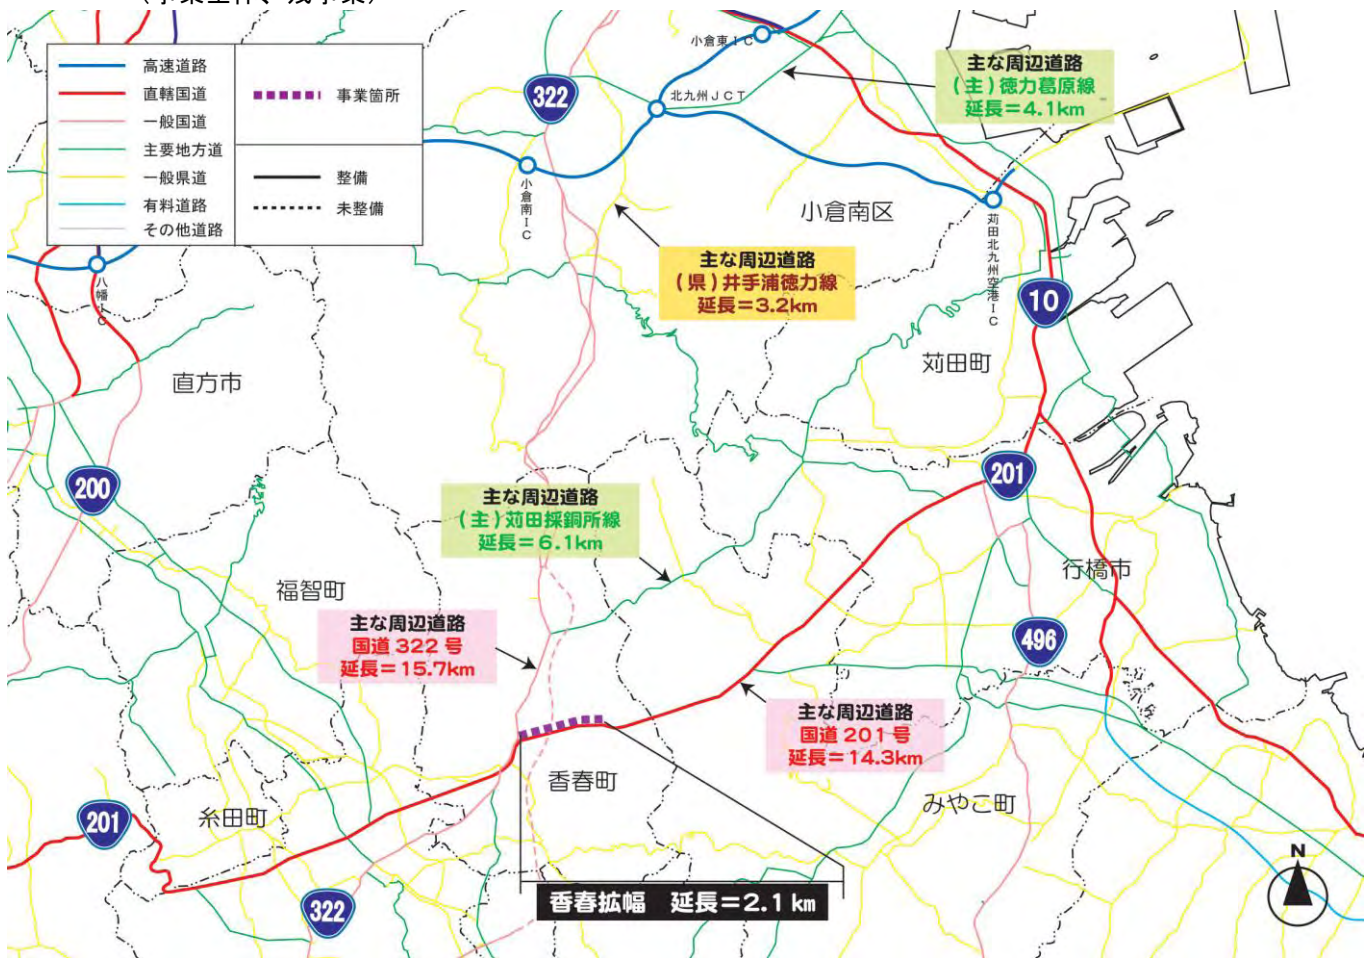 高速道路
直轄国道
一般国道
主要地方道
一般県道
有料道路
その他道路
事業箇所
整備
未整備
小倉東IC
主な周辺道路
(主)徳力葛原線
延長=4.1km
322
北九州JCT
小倉南IC
小倉南区
主な周辺道路
(県)井手浦徳力線
延長=3.2km
苅田北九州空港IC
八幡IC
10
苅田町
直方市
200
201
主な周辺道路
(主)苅田採銅所線
延長=6.1km
福智町
行橋市
主な周辺道路
国道322号
延長=15.7km
496
主な周辺道路
国道201号
延長=14.3km
香春町
みやこ町
201
糸田町
322
香春拡幅 延長=2.1km
N